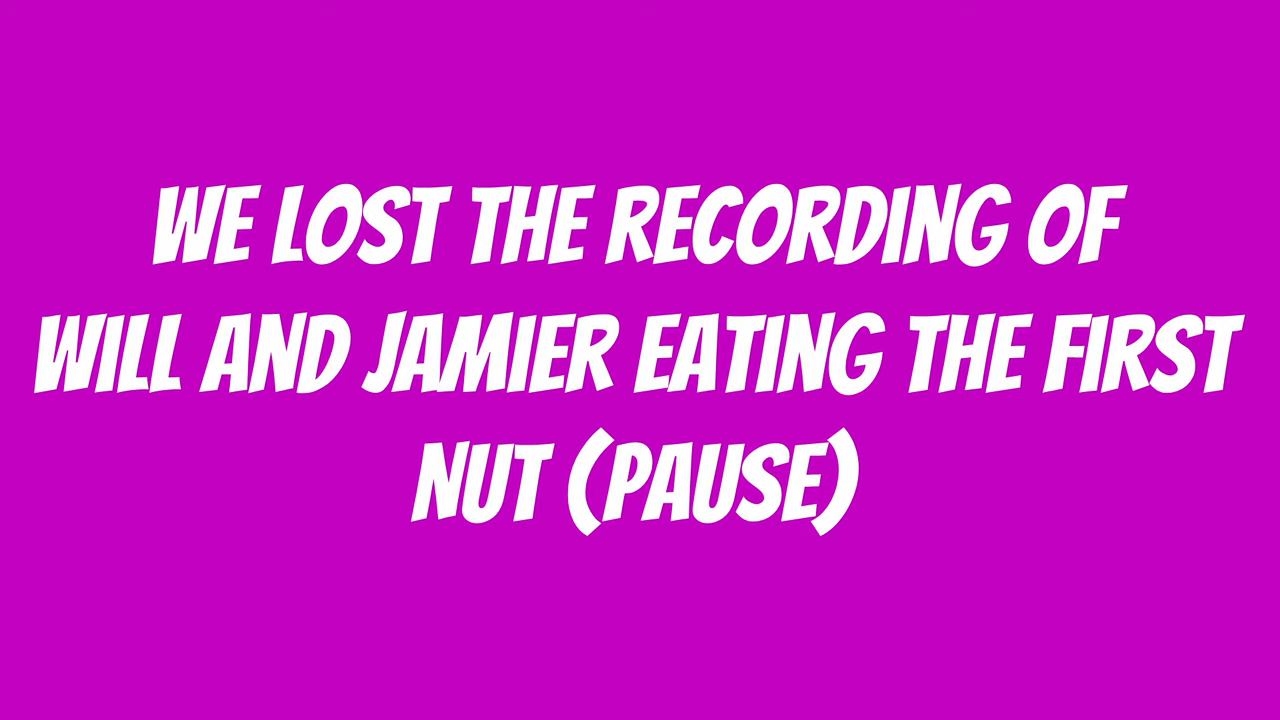 WE LOST THE RECORDING OF
WILL AND JAMIER EATING THE FIRST
NUT (PAUSE)